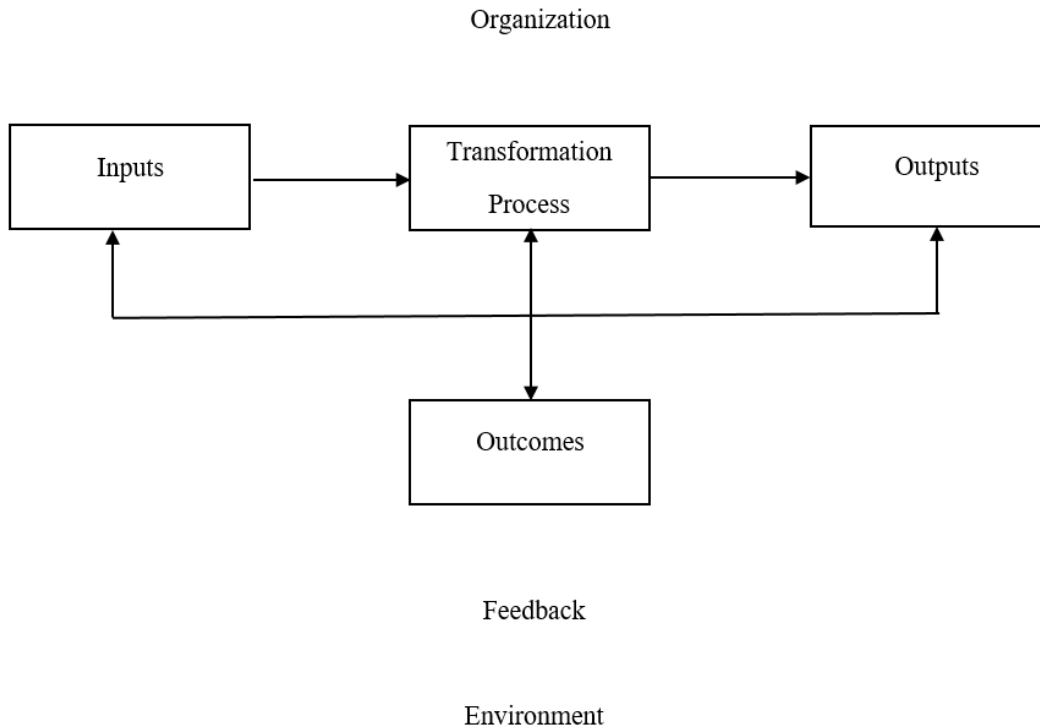 Organization
Inputs
Transformation
Process
Outputs
Outcomes
Feedback
Environment